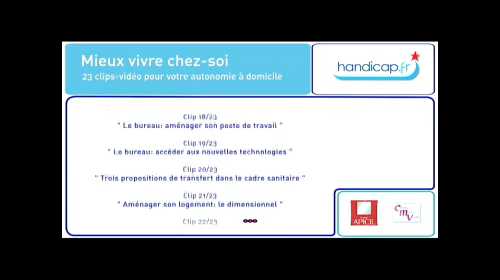 Mieux vivre chez-soi
23 clips-vidéo pour votre autonomie à domicile
handicap.fr
Clip 18/23
" Le bureau: aménager son poste de travail "
Clip 19/23
" Le bureau: accéder aux nouvelles technologies "
Clip 20/23
" Trois propositions de transfert dans le cadre sanitaire "
Clip 21/23
" Aménager son logement: le dimensionnel "
Clip 22/23
APICIL
cmv